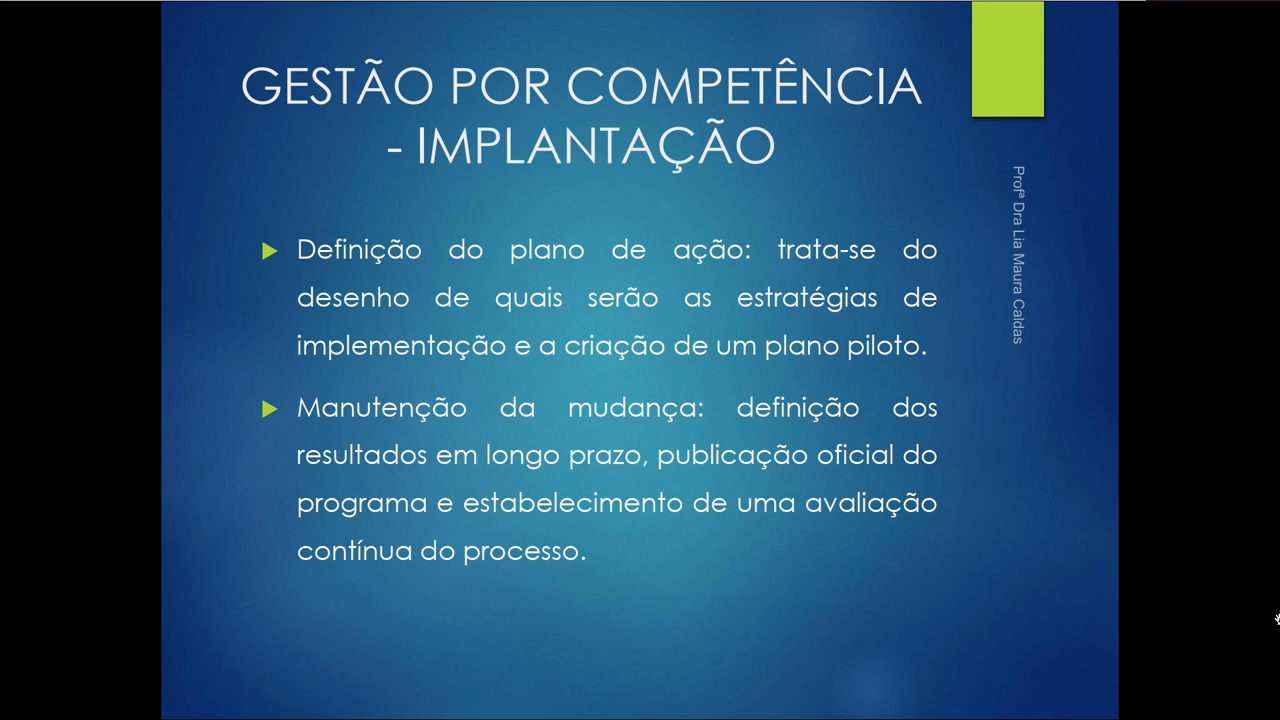 GESTÃO POR COMPETÊNCIA
- IMPLANTAÇÃO
Definição do plano de ação: trata-se do
desenho de quais serão as estratégias de
implementação e a criação de um plano piloto.
Manutenção da mudança: definição dos
resultados em longo prazo, publicação oficial do
programa e estabelecimento de uma avaliação
contínua do processo.
Profª Dra Lia Maura Caldas